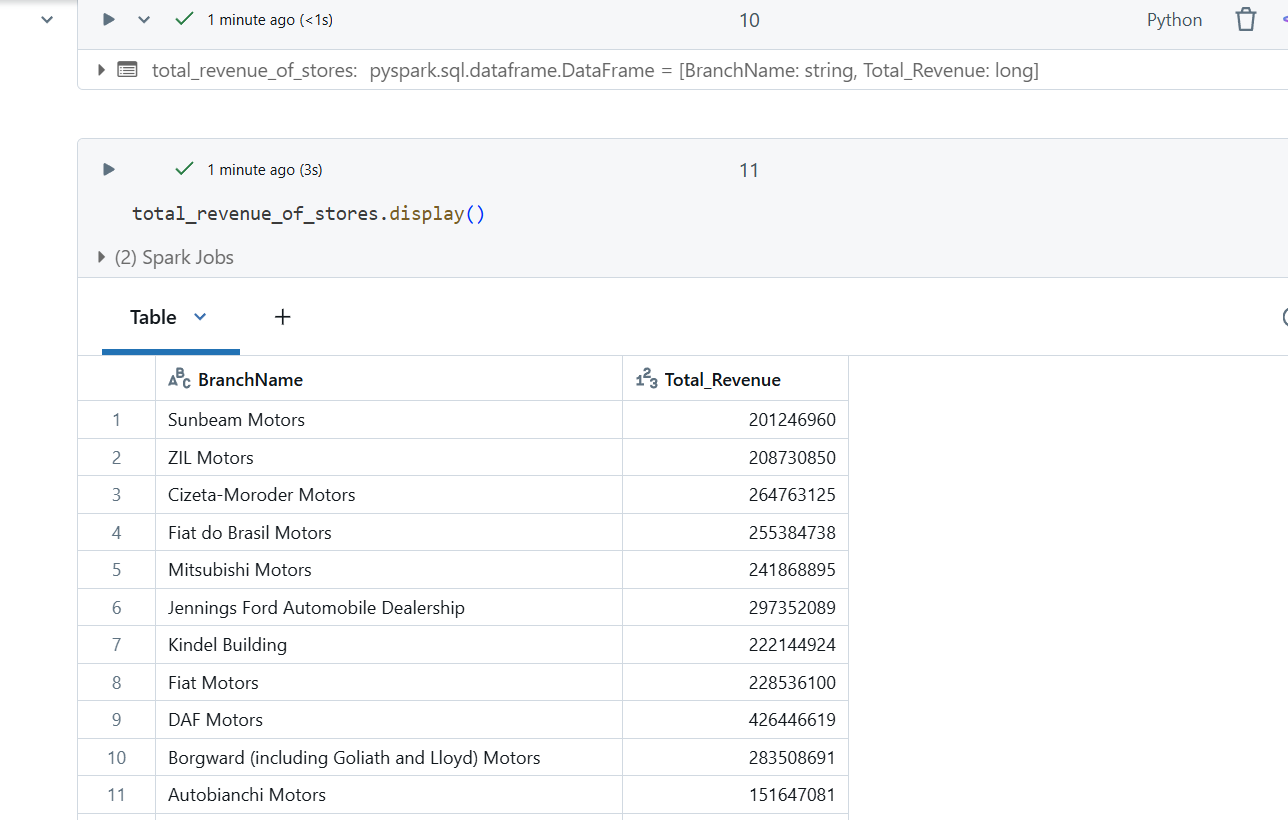 1 minute ago (<1s) 10 Python
total_revenue_of_stores: pyspark.sql.dataframe.DataFrame = [BranchName: string, Total_Revenue: long]
1 minute ago (3s) 11
total_revenue_of_stores.display()
(2) Spark Jobs
Table +
ABC BranchName 123 Total_Revenue
1 Sunbeam Motors 201246960
2 ZIL Motors 208730850
3 Cizeta-Moroder Motors 264763125
4 Fiat do Brasil Motors 255384738
5 Mitsubishi Motors 241868895
6 Jennings Ford Automobile Dealership 297352089
7 Kindel Building 222144924
8 Fiat Motors 228536100
9 DAF Motors 426446619
10 Borgward (including Goliath and Lloyd) Motors 283508691
11 Autobianchi Motors 151647081